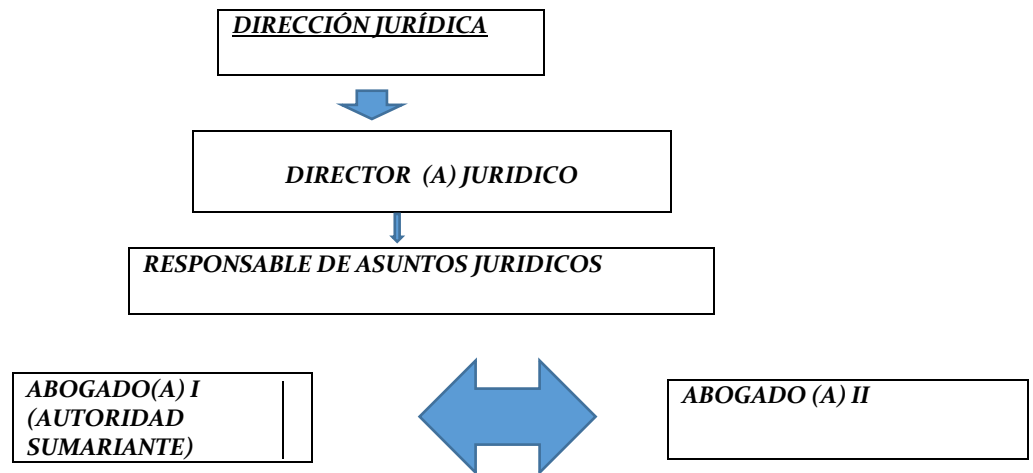 DIRECCIÓN JURÍDICA
DIRECTOR (A) JURIDICO
RESPONSABLE DE ASUNTOS JURIDICOS
ABOGADO(A) I
(AUTORIDAD
SUMARIANTE)
ABOGADO (A) II